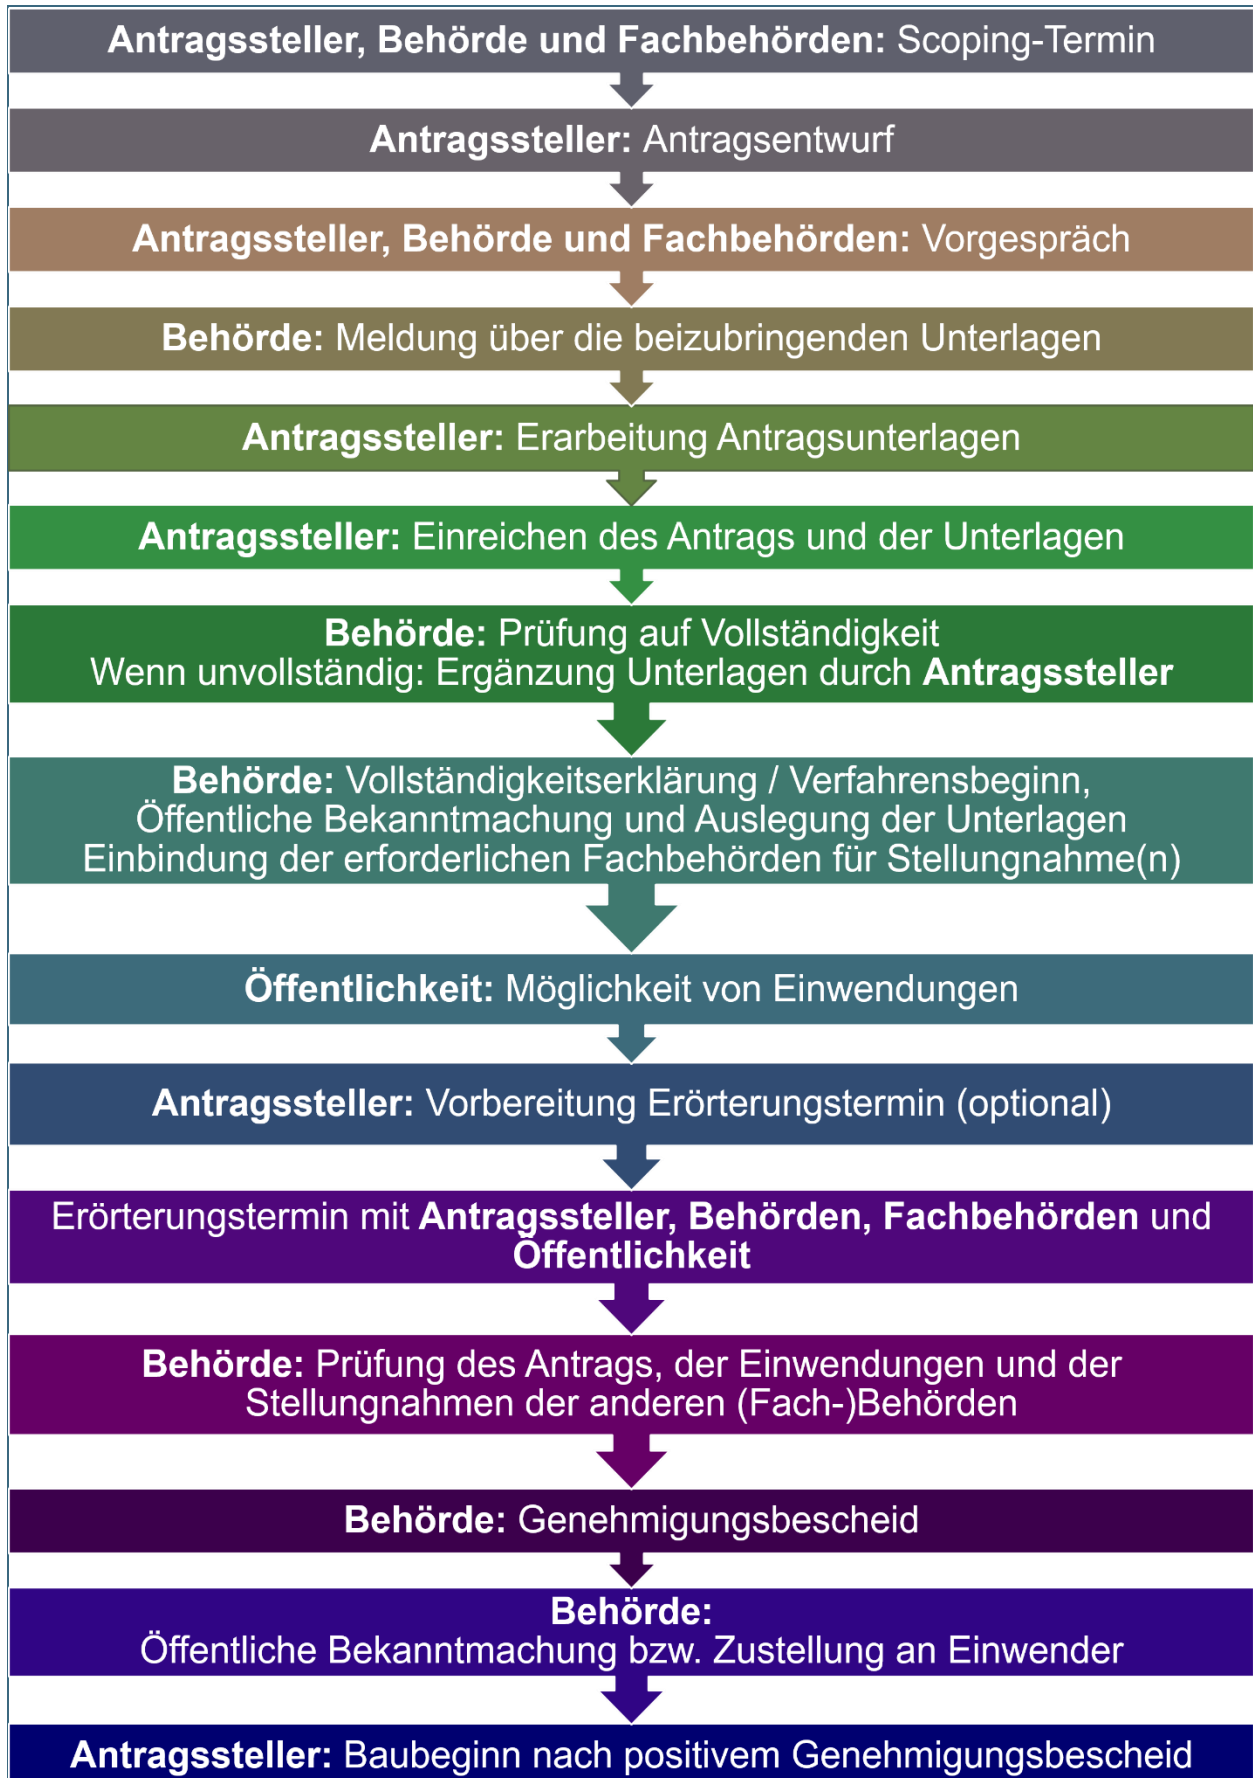 Antragssteller, Behörde und Fachbehörden: Scoping-Termin
Antragssteller: Antragsentwurf
Antragssteller, Behörde und Fachbehörden: Vorgespräch
Behörde: Meldung über die beizubringenden Unterlagen
Antragssteller: Erarbeitung Antragsunterlagen
Antragssteller: Einreichen des Antrags und der Unterlagen
Behörde: Prüfung auf Vollständigkeit
Wenn unvollständig: Ergänzung Unterlagen durch Antragssteller
Behörde: Vollständigkeitserklärung / Verfahrensbeginn,
Öffentliche Bekanntmachung und Auslegung der Unterlagen
Einbindung der erforderlichen Fachbehörden für Stellungnahme(n)
Öffentlichkeit: Möglichkeit von Einwendungen
Antragssteller: Vorbereitung Erörterungstermin (optional)
Erörterungstermin mit Antragssteller, Behörden, Fachbehörden und
Öffentlichkeit
Behörde: Prüfung des Antrags, der Einwendungen und der
Stellungnahmen der anderen (Fach-)Behörden
Behörde: Genehmigungsbescheid
Behörde:
Öffentliche Bekanntmachung bzw. Zustellung an Einwender
Antragssteller: Baubeginn nach positivem Genehmigungsbescheid